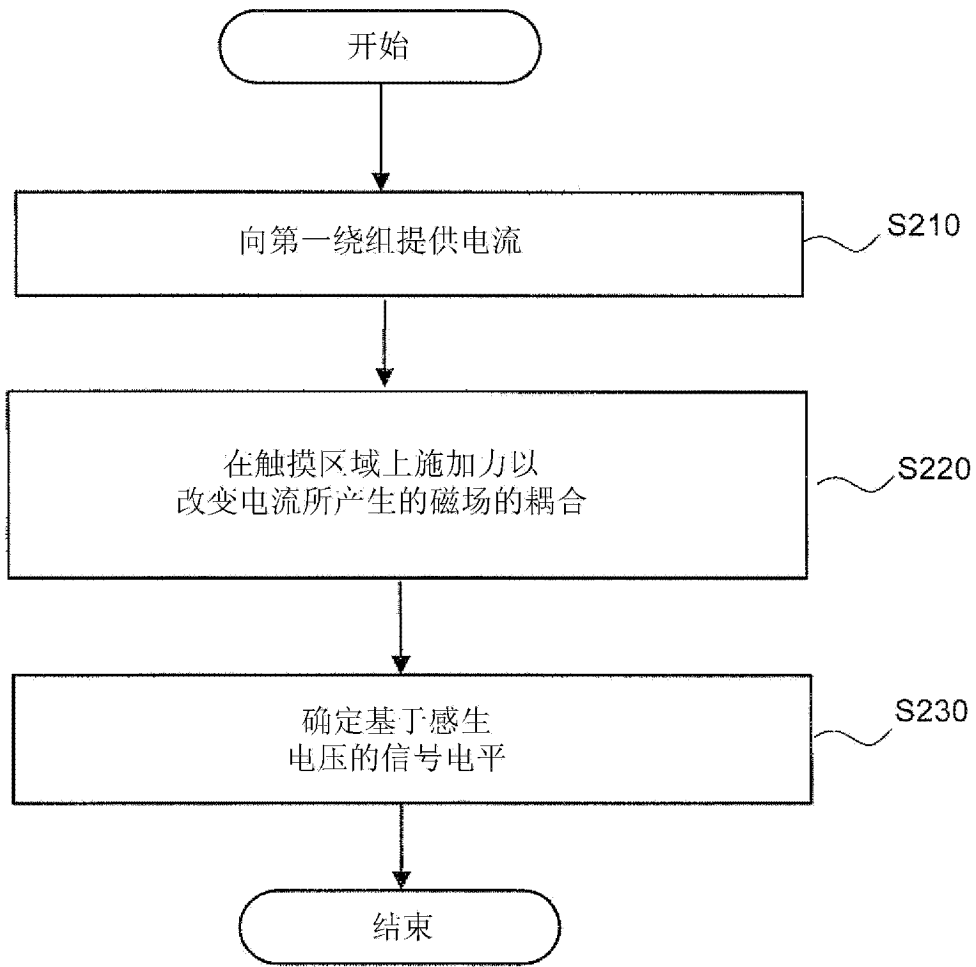 开始
向第一绕组提供电流
S210
在触摸区域上施加力以
改变电流所产生的磁场的耦合
S220
确定基于感生
电压的信号电平
S230
结束